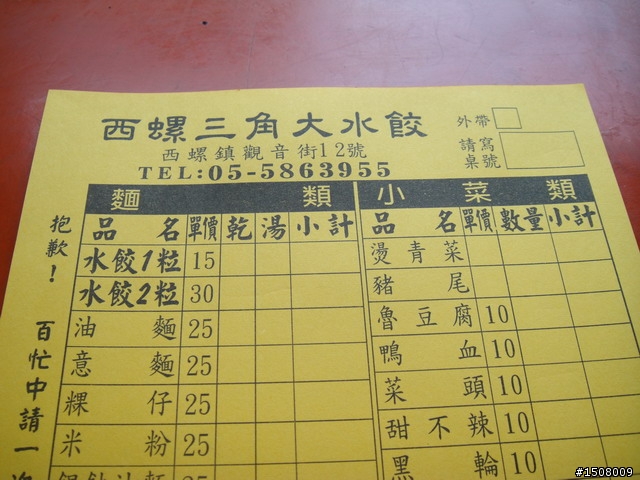 西螺三角大水餃
外帶
西螺鎮觀音街12號
請寫桌號
TEL:05-5863955
麵類
品名 單價 乾 湯 小計
水餃1粒 15
水餃2粒 30
油麵 25
意麵 25
粿仔 25
米粉 25
小菜類
品名 單價 數量 小計
燙青菜
豬尾
魯豆腐 10
鴨血 10
菜頭 10
甜不辣 10
黑輪 10
抱歉!
百忙中請一
#1508009